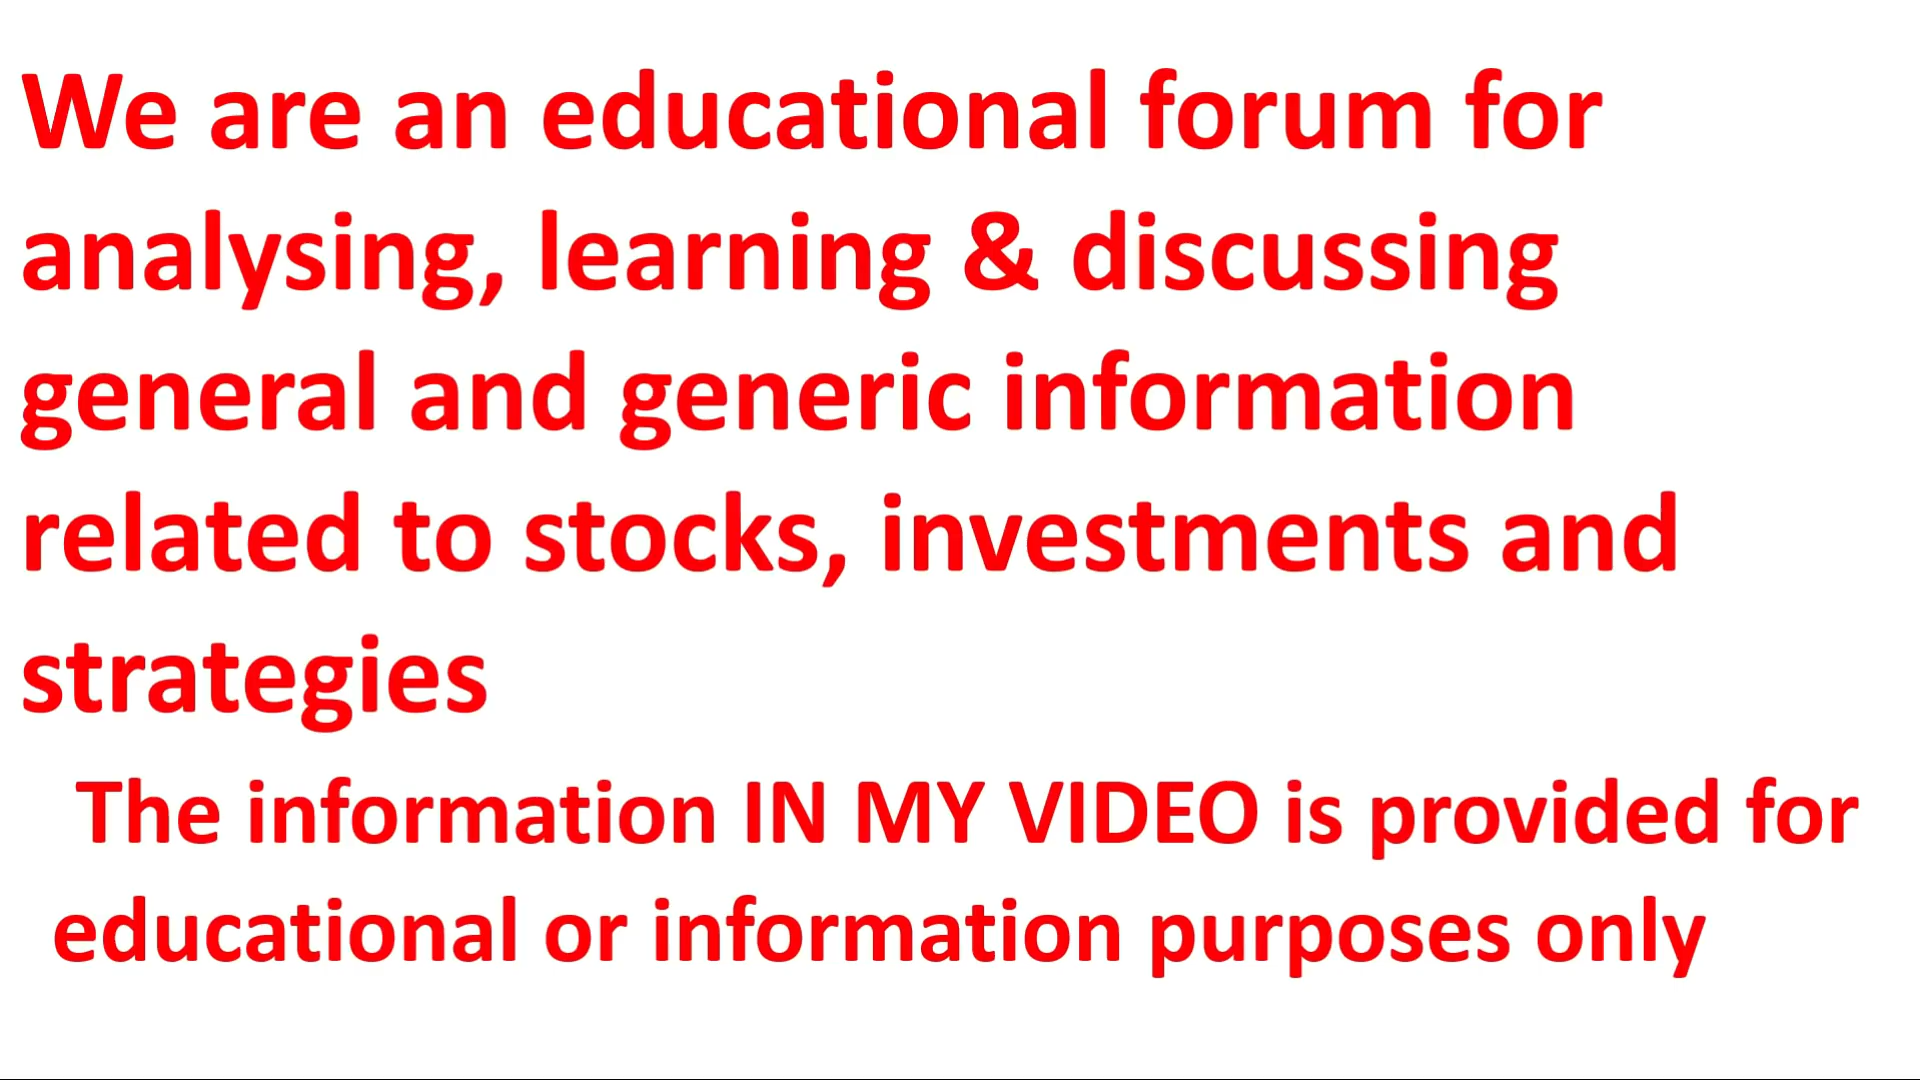 We are an educational forum for
analysing, learning & discussing
general and generic information
related to stocks, investments and
strategies
The information IN MY VIDEO is provided for
educational or information purposes only